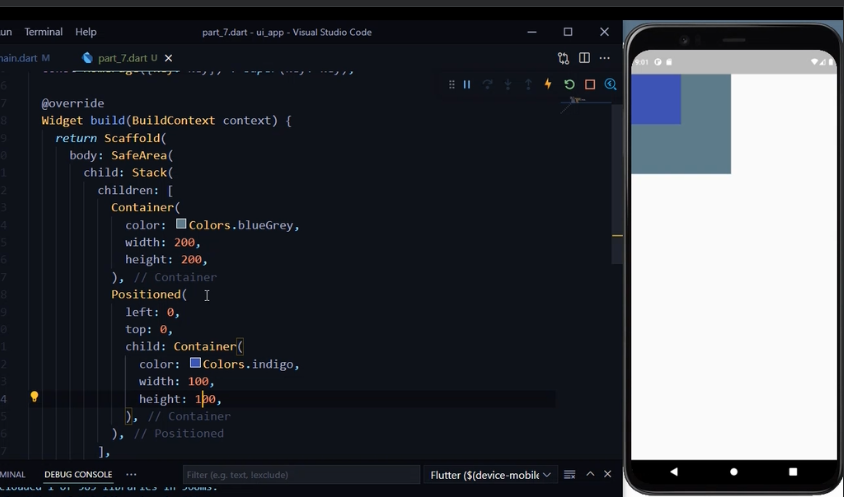 un Terminal Help part_7.dart - ui_app - Visual Studio Code
main.dart M part_7.dart U
9:01
6
7 @override
8 Widget build(BuildContext context) {
9 return Scaffold(
0 body: SafeArea(
1 child: Stack(
2 children: [
3 Container(
4 color: Colors.blueGrey,
5 width: 200,
6 height: 200,
7 ), // Container
8 Positioned(
9 left: 0,
0 top: 0,
1 child: Container(
2 color: Colors.indigo,
3 width: 100,
4 height: 100,
5 ), // Container
6 ), // Positioned
7 ],
MINAL DEBUG CONSOLE ··· Filter (e.g. text, !exclude) Flutter ($(device-mobile